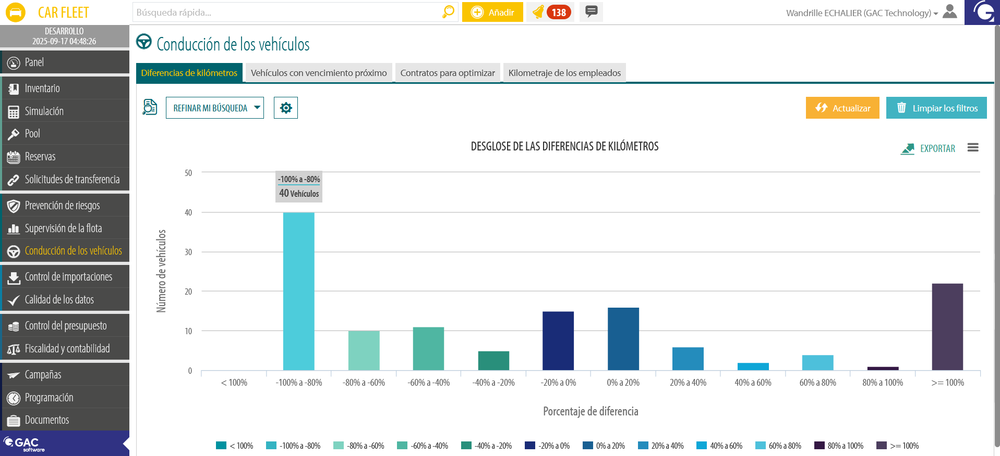 CAR FLEET
Búsqueda rápida...
Añadir
138
Wandrille ECHALIER (GAC Technology)
DESARROLLO
2025-09-17 04:48:26
Panel
Inventario
Simulación
Pool
Reservas
Solicitudes de transferencia
Prevención de riesgos
Supervisión de la flota
Conducción de los vehículos
Control de importaciones
Calidad de los datos
Control del presupuesto
Fiscalidad y contabilidad
Campañas
Programación
Documentos
GAC
software
Conducción de los vehículos
Diferencias de kilómetros
Vehículos con vencimiento próximo
Contratos para optimizar
Kilometraje de los empleados
REFINAR MI BÚSQUEDA
Actualizar
Limpiar los filtros
DESGLOSE DE LAS DIFERENCIAS DE KILÓMETROS
EXPORTAR
-100% a -80%
40 Vehículos
Número de vehículos
50
40
30
20
10
0
< 100% -100% a -80% -80% a -60% -60% a -40% -40% a -20% -20% a 0% 0% a 20% 20% a 40% 40% a 60% 60% a 80% 80% a 100% >= 100%
Porcentaje de diferencia
< 100% -100% a -80% -80% a -60% -60% a -40% -40% a -20% -20% a 0% 0% a 20% 20% a 40% 40% a 60% 60% a 80% 80% a 100% >= 100%